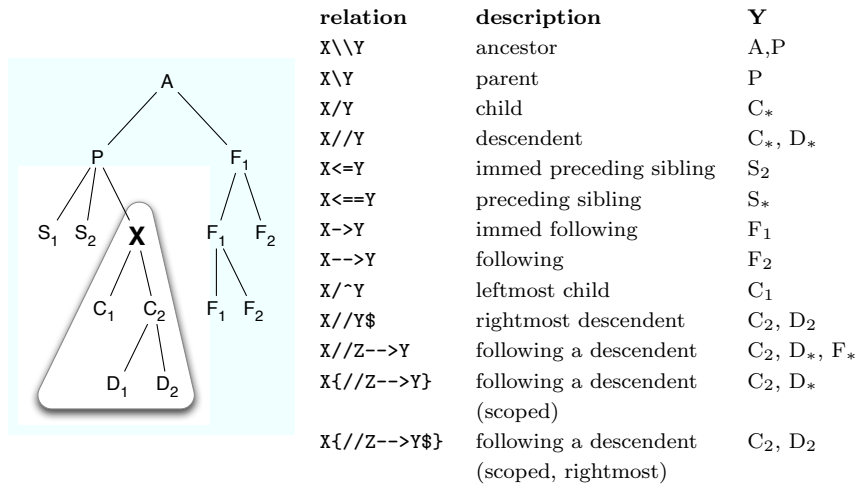 A
P F₁
S₁ S₂ X F₁ F₂
C₁ C₂ F₁ F₂
D₁ D₂
relation description Y
X\\Y ancestor A,P
X\Y parent P
X/Y child C*
X//Y descendent C*, D*
X<=Y immed preceding sibling S₂
X<==Y preceding sibling S*
X->Y immed following F₁
X-->Y following F₂
X/^Y leftmost child C₁
X//Y$ rightmost descendent C₂, D₂
X//Z-->Y following a descendent C₂, D*, F*
X{//Z-->Y} following a descendent C₂, D*
(scoped)
X{//Z-->Y$} following a descendent C₂, D₂
(scoped, rightmost)